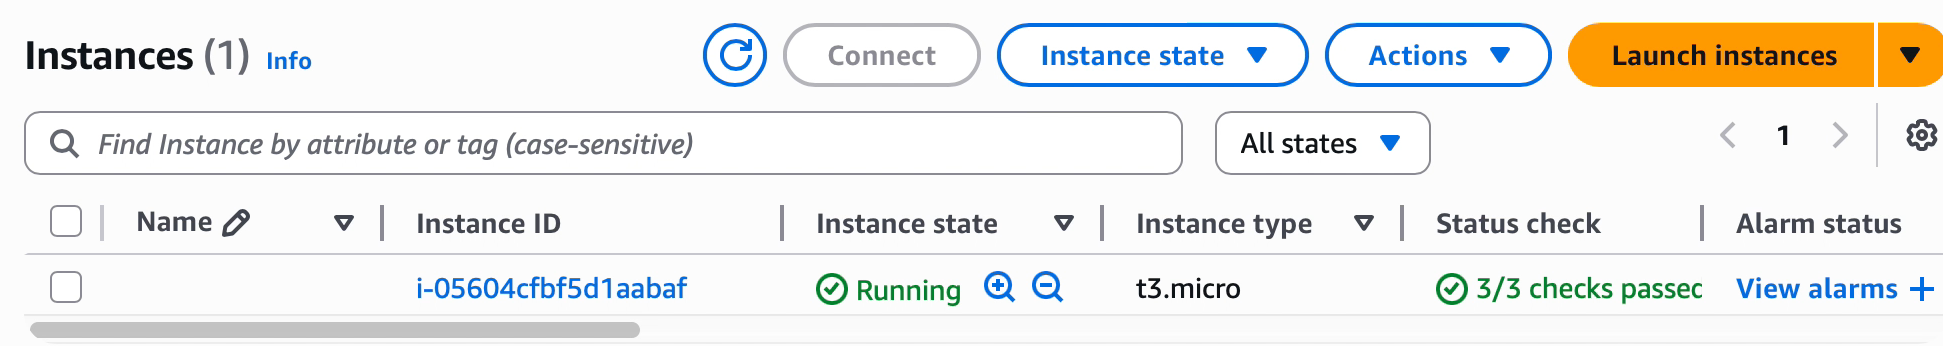 Instances (1) Info Connect Instance state Actions Launch instances
Find Instance by attribute or tag (case-sensitive) All states 1
Name Instance ID Instance state Instance type Status check Alarm status
i-05604cfbf5d1aabaf Running t3.micro 3/3 checks passec View alarms +